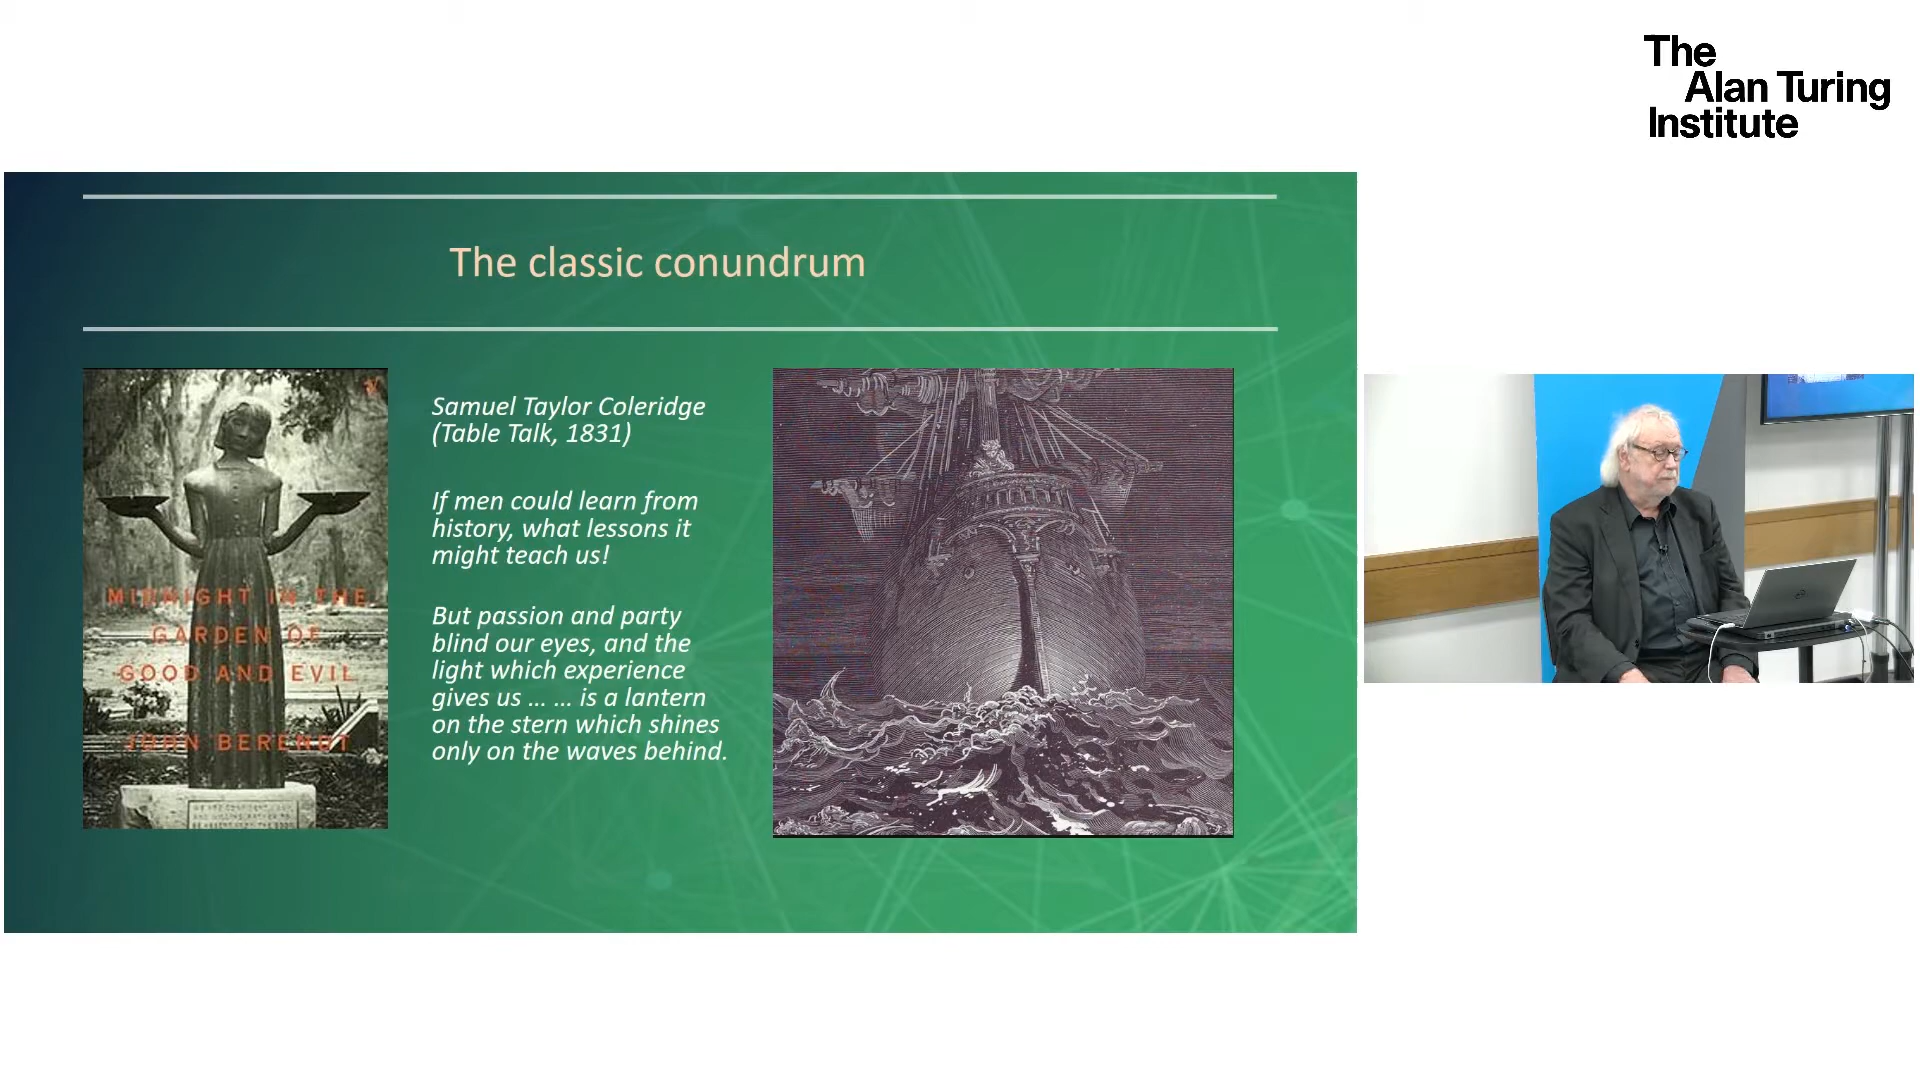 The
Alan Turing
Institute
The classic conundrum
MIDNIGHT IN THE
GARDEN OF
GOOD AND EVIL
JOHN BERENDT
Samuel Taylor Coleridge
(Table Talk, 1831)
If men could learn from
history, what lessons it
might teach us!
But passion and party
blind our eyes, and the
light which experience
gives us ... ... is a lantern
on the stern which shines
only on the waves behind.